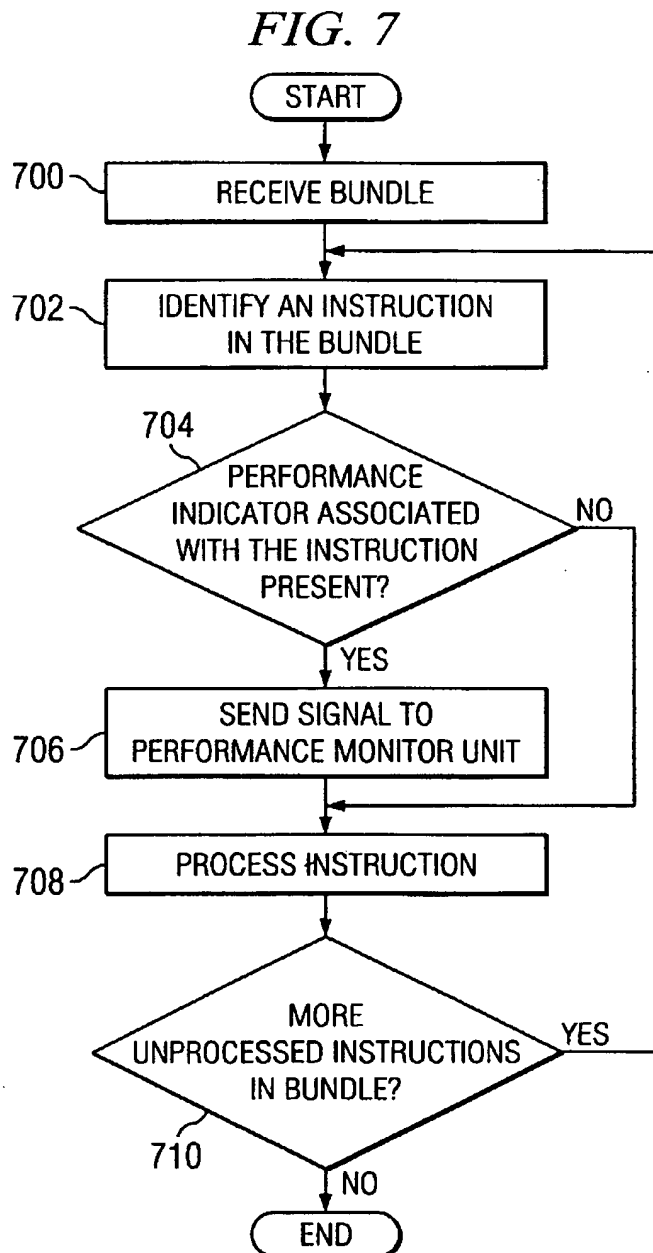 FIG. 7
START
700
RECEIVE BUNDLE
702
IDENTIFY AN INSTRUCTION
IN THE BUNDLE
704
PERFORMANCE
INDICATOR ASSOCIATED
WITH THE INSTRUCTION
PRESENT?
NO
YES
706
SEND SIGNAL TO
PERFORMANCE MONITOR UNIT
708
PROCESS INSTRUCTION
MORE
UNPROCESSED INSTRUCTIONS
IN BUNDLE?
YES
710
NO
END